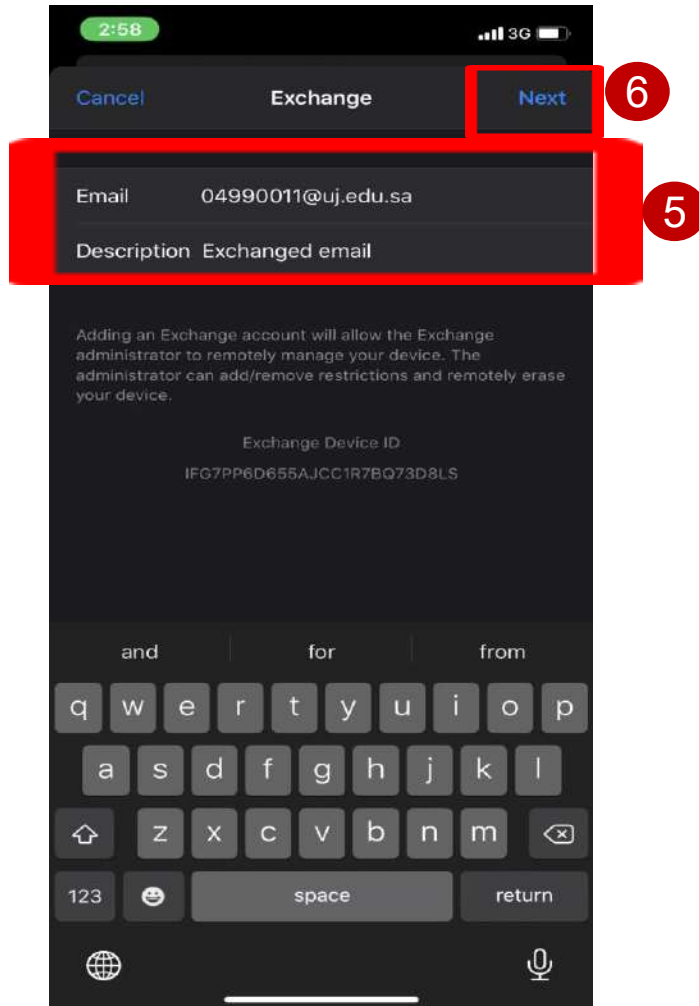 2:58 3G
Cancel Exchange Next 6
Email 04990011@uj.edu.sa
5
Description Exchanged email
Adding an Exchange account will allow the Exchange
administrator to remotely manage your device. The
administrator can add/remove restrictions and remotely erase
your device.
Exchange Device ID
IFG7PP6D655AJCC1R7BQ73D8LS
and for from
q w e r t y u i o p
a s d f g h j k l
z x c v b n m
123 space return